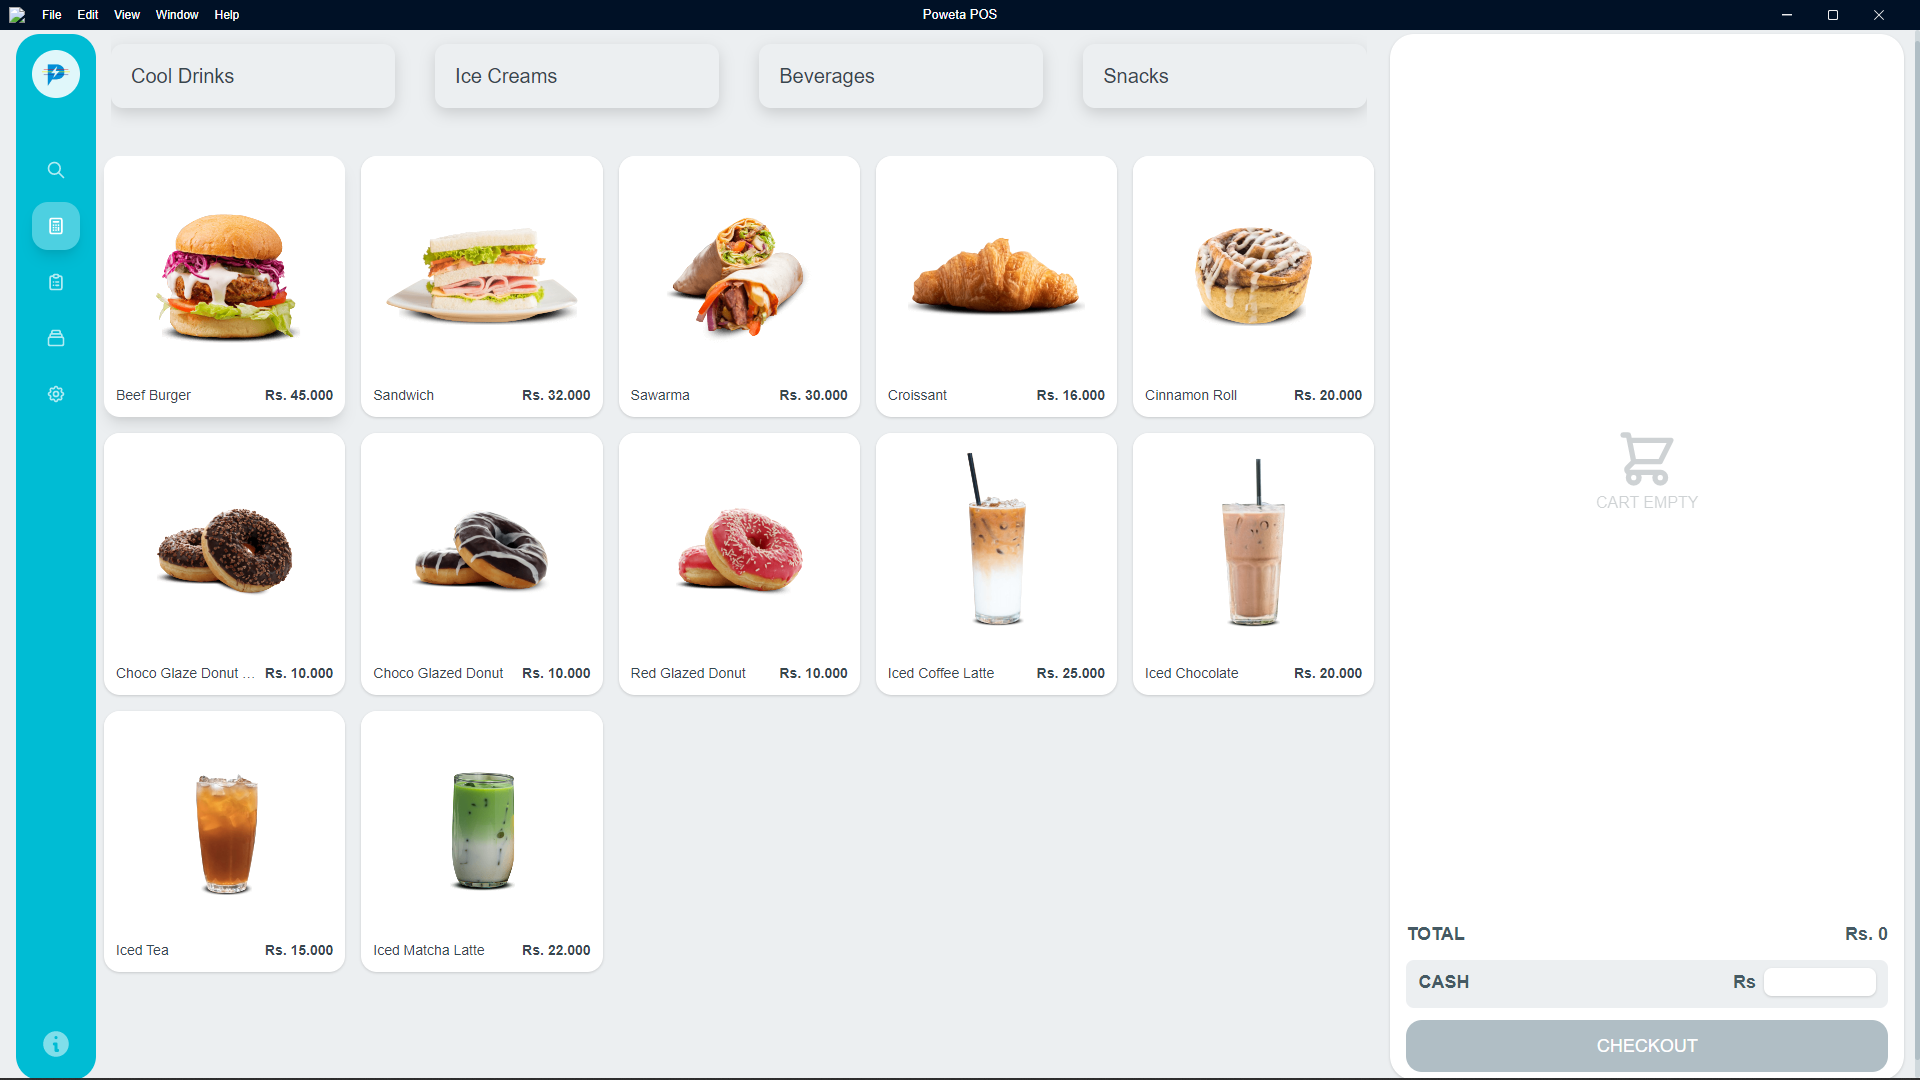 File Edit View Window Help
Poweta POS
Cool Drinks
Ice Creams
Beverages
Snacks
Beef Burger Rs. 45.000
Sandwich Rs. 32.000
Sawarma Rs. 30.000
Croissant Rs. 16.000
Cinnamon Roll Rs. 20.000
Choco Glaze Donut ... Rs. 10.000
Choco Glazed Donut Rs. 10.000
Red Glazed Donut Rs. 10.000
Iced Coffee Latte Rs. 25.000
Iced Chocolate Rs. 20.000
Iced Tea Rs. 15.000
Iced Matcha Latte Rs. 22.000
CART EMPTY
TOTAL Rs. 0
CASH Rs
CHECKOUT